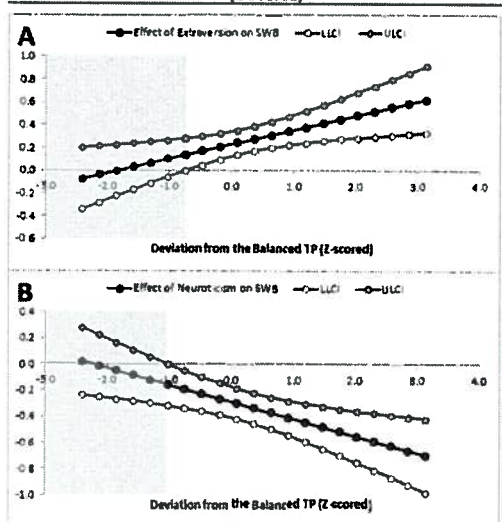 A
Effect of Extraversion on SWB LLCI ULCI
1.0
0.8
0.6
0.4
0.2
0.0
-2.0 -1.0 0.0 1.0 2.0 3.0 4.0
-0.2
-0.4
-0.6
Deviation from the Balanced TP (Z-scored)
B
Effect of Neuroticism on SWB LLCI ULCI
0.4
0.2
0.0
-3.0 -2.0 -1.0 0.0 1.0 2.0 3.0 4.0
-0.2
-0.4
-0.6
-0.8
-1.0
Deviation from the Balanced TP (Z-scored)